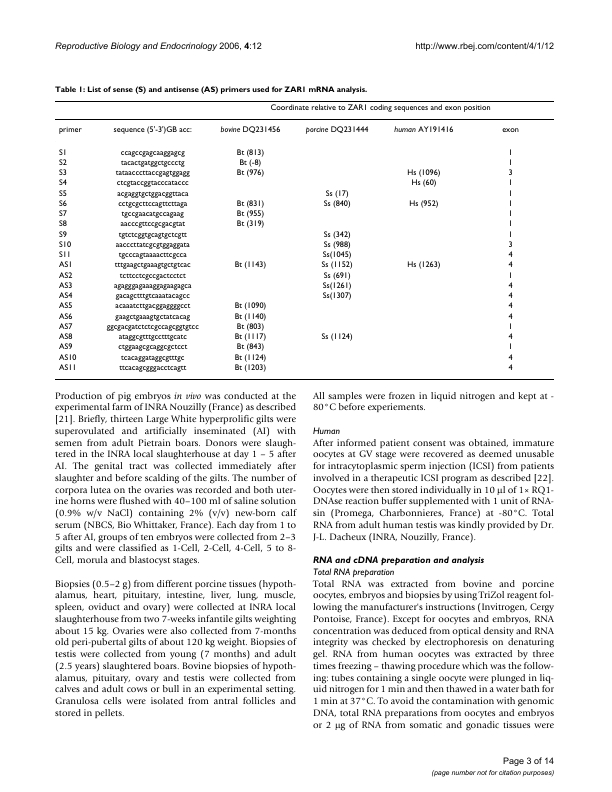 Reproductive Biology and Endocrinology 2006, 4:12
http://www.rbej.com/content/4/1/12
Table 1: List of sense (S) and antisense (AS) primers used for ZAR1 mRNA analysis.
Coordinate relative to ZAR1 coding sequences and exon position
primer sequence (5'-3')GB acc: bovine DQ231456 porcine DQ231444 human AY191416 exon
S1 ccagccgagcaaggagcg Bt (813) 1
S2 tacactgatggctgccctg Bt (-8) 1
S3 tataacccttaccgagtggagg Bt (976) Hs (1096) 3
S4 ctcgtaccggtacccataccc Hs (60) 1
S5 acgaggtgctggacggttaca Ss (17) 1
S6 cctgcgcttccagttcttaga Bt (831) Ss (840) Hs (952) 1
S7 tgccgaacatgccagaag Bt (955) 1
S8 aacccgttccgcgacgtat Bt (319) 1
S9 tgtctcggtgcagtgctcgtt Ss (342) 1
S10 aacccttatcgcgtggaggata Ss (988) 3
S11 tgcccagtaaaacttcgcca Ss(1045) 4
AS1 tttgaagctgaaagtgctgtcac Bt (1143) Ss (1152) Hs (1263) 4
AS2 tcttcctcgccgactcctct Ss (691) 1
AS3 agagggagaaaggagaagagca Ss(1261) 4
AS4 gacagctttgtcaaatacagcc Ss(1307) 4
AS5 acaaatcttgacggaggggcct Bt (1090) 4
AS6 gaagctgaaagtgctatcacag Bt (1140) 4
AS7 ggcgacgatctctcgccagcggtgtcc Bt (803) 1
AS8 ataggcgtttgcctttgcatc Bt (1117) Ss (1124) 4
AS9 ctggaagcgcaggcgctcct Bt (843) 1
AS10 tcacaggataggcgtttgc Bt (1124) 4
AS11 ttcacagcgggacctcagtt Bt (1203) 4
Production of pig embryos in vivo was conducted at the
experimental farm of INRA Nouzilly (France) as described
[21]. Briefly, thirteen Large White hyperprolific gilts were
superovulated and artificially inseminated (AI) with
semen from adult Pietrain boars. Donors were slaugh-
tered in the INRA local slaughterhouse at day 1 – 5 after
AI. The genital tract was collected immediately after
slaughter and before scalding of the gilts. The number of
corpora lutea on the ovaries was recorded and both uter-
ine horns were flushed with 40–100 ml of saline solution
(0.9% w/v NaCl) containing 2% (v/v) new-born calf
serum (NBCS, Bio Whittaker, France). Each day from 1 to
5 after AI, groups of ten embryos were collected from 2–3
gilts and were classified as 1-Cell, 2-Cell, 4-Cell, 5 to 8-
Cell, morula and blastocyst stages.
Biopsies (0.5–2 g) from different porcine tissues (hypoth-
alamus, heart, pituitary, intestine, liver, lung, muscle,
spleen, oviduct and ovary) were collected at INRA local
slaughterhouse from two 7-weeks infantile gilts weighting
about 15 kg. Ovaries were also collected from 7-months
old peri-pubertal gilts of about 120 kg weight. Biopsies of
testis were collected from young (7 months) and adult
(2.5 years) slaughtered boars. Bovine biopsies of hypoth-
alamus, pituitary, ovary and testis were collected from
calves and adult cows or bull in an experimental setting.
Granulosa cells were isolated from antral follicles and
stored in pellets.
All samples were frozen in liquid nitrogen and kept at -
80°C before experiements.
Human
After informed patient consent was obtained, immature
oocytes at GV stage were recovered as deemed unusable
for intracytoplasmic sperm injection (ICSI) from patients
involved in a therapeutic ICSI program as described [22].
Oocytes were then stored individually in 10 μl of 1× RQ1-
DNAse reaction buffer supplemented with 1 unit of RNA-
sin (Promega, Charbonnieres, France) at -80°C. Total
RNA from adult human testis was kindly provided by Dr.
J-L. Dacheux (INRA, Nouzilly, France).
RNA and cDNA preparation and analysis
Total RNA preparation
Total RNA was extracted from bovine and porcine
oocytes, embryos and biopsies by using TriZol reagent fol-
lowing the manufacturer's instructions (Invitrogen, Cergy
Pontoise, France). Except for oocytes and embryos, RNA
concentration was deduced from optical density and RNA
integrity was checked by electrophoresis on denaturing
gel. RNA from human oocytes was extracted by three
times freezing – thawing procedure which was the follow-
ing: tubes containing a single oocyte were plunged in liq-
uid nitrogen for 1 min and then thawed in a water bath for
1 min at 37°C. To avoid the contamination with genomic
DNA, total RNA preparations from oocytes and embryos
or 2 μg of RNA from somatic and gonadic tissues were
Page 3 of 14
(page number not for citation purposes)